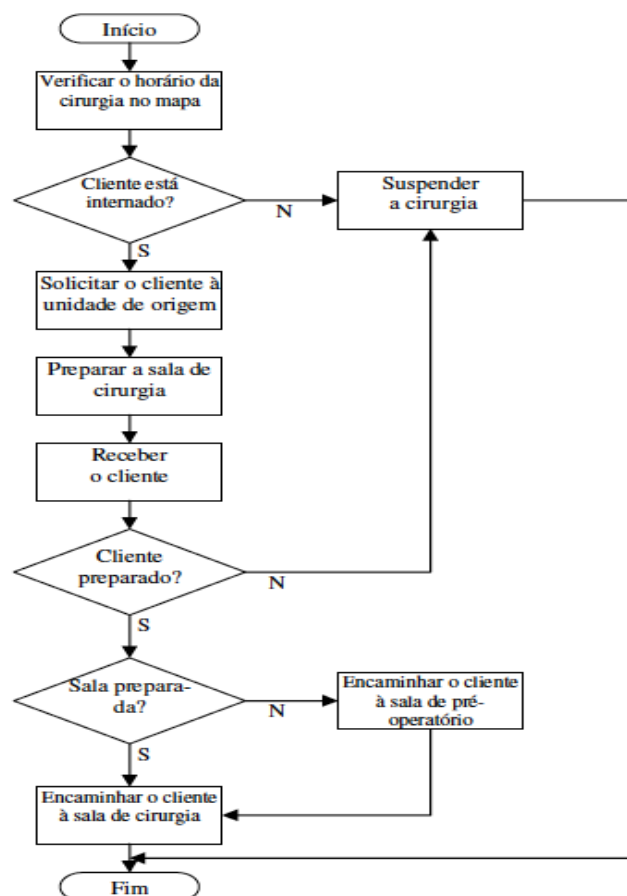 Início
Verificar o horário da
cirurgia no mapa
Cliente está
internado?
N
S
Suspender
a cirurgia
Solicitar o cliente à
unidade de origem
Preparar a sala de
cirurgia
Receber
o cliente
Cliente
preparado?
N
S
Sala prepara-
da?
N
S
Encaminhar o cliente
à sala de pré-
operatório
Encaminhar o cliente
à sala de cirurgia
Fim